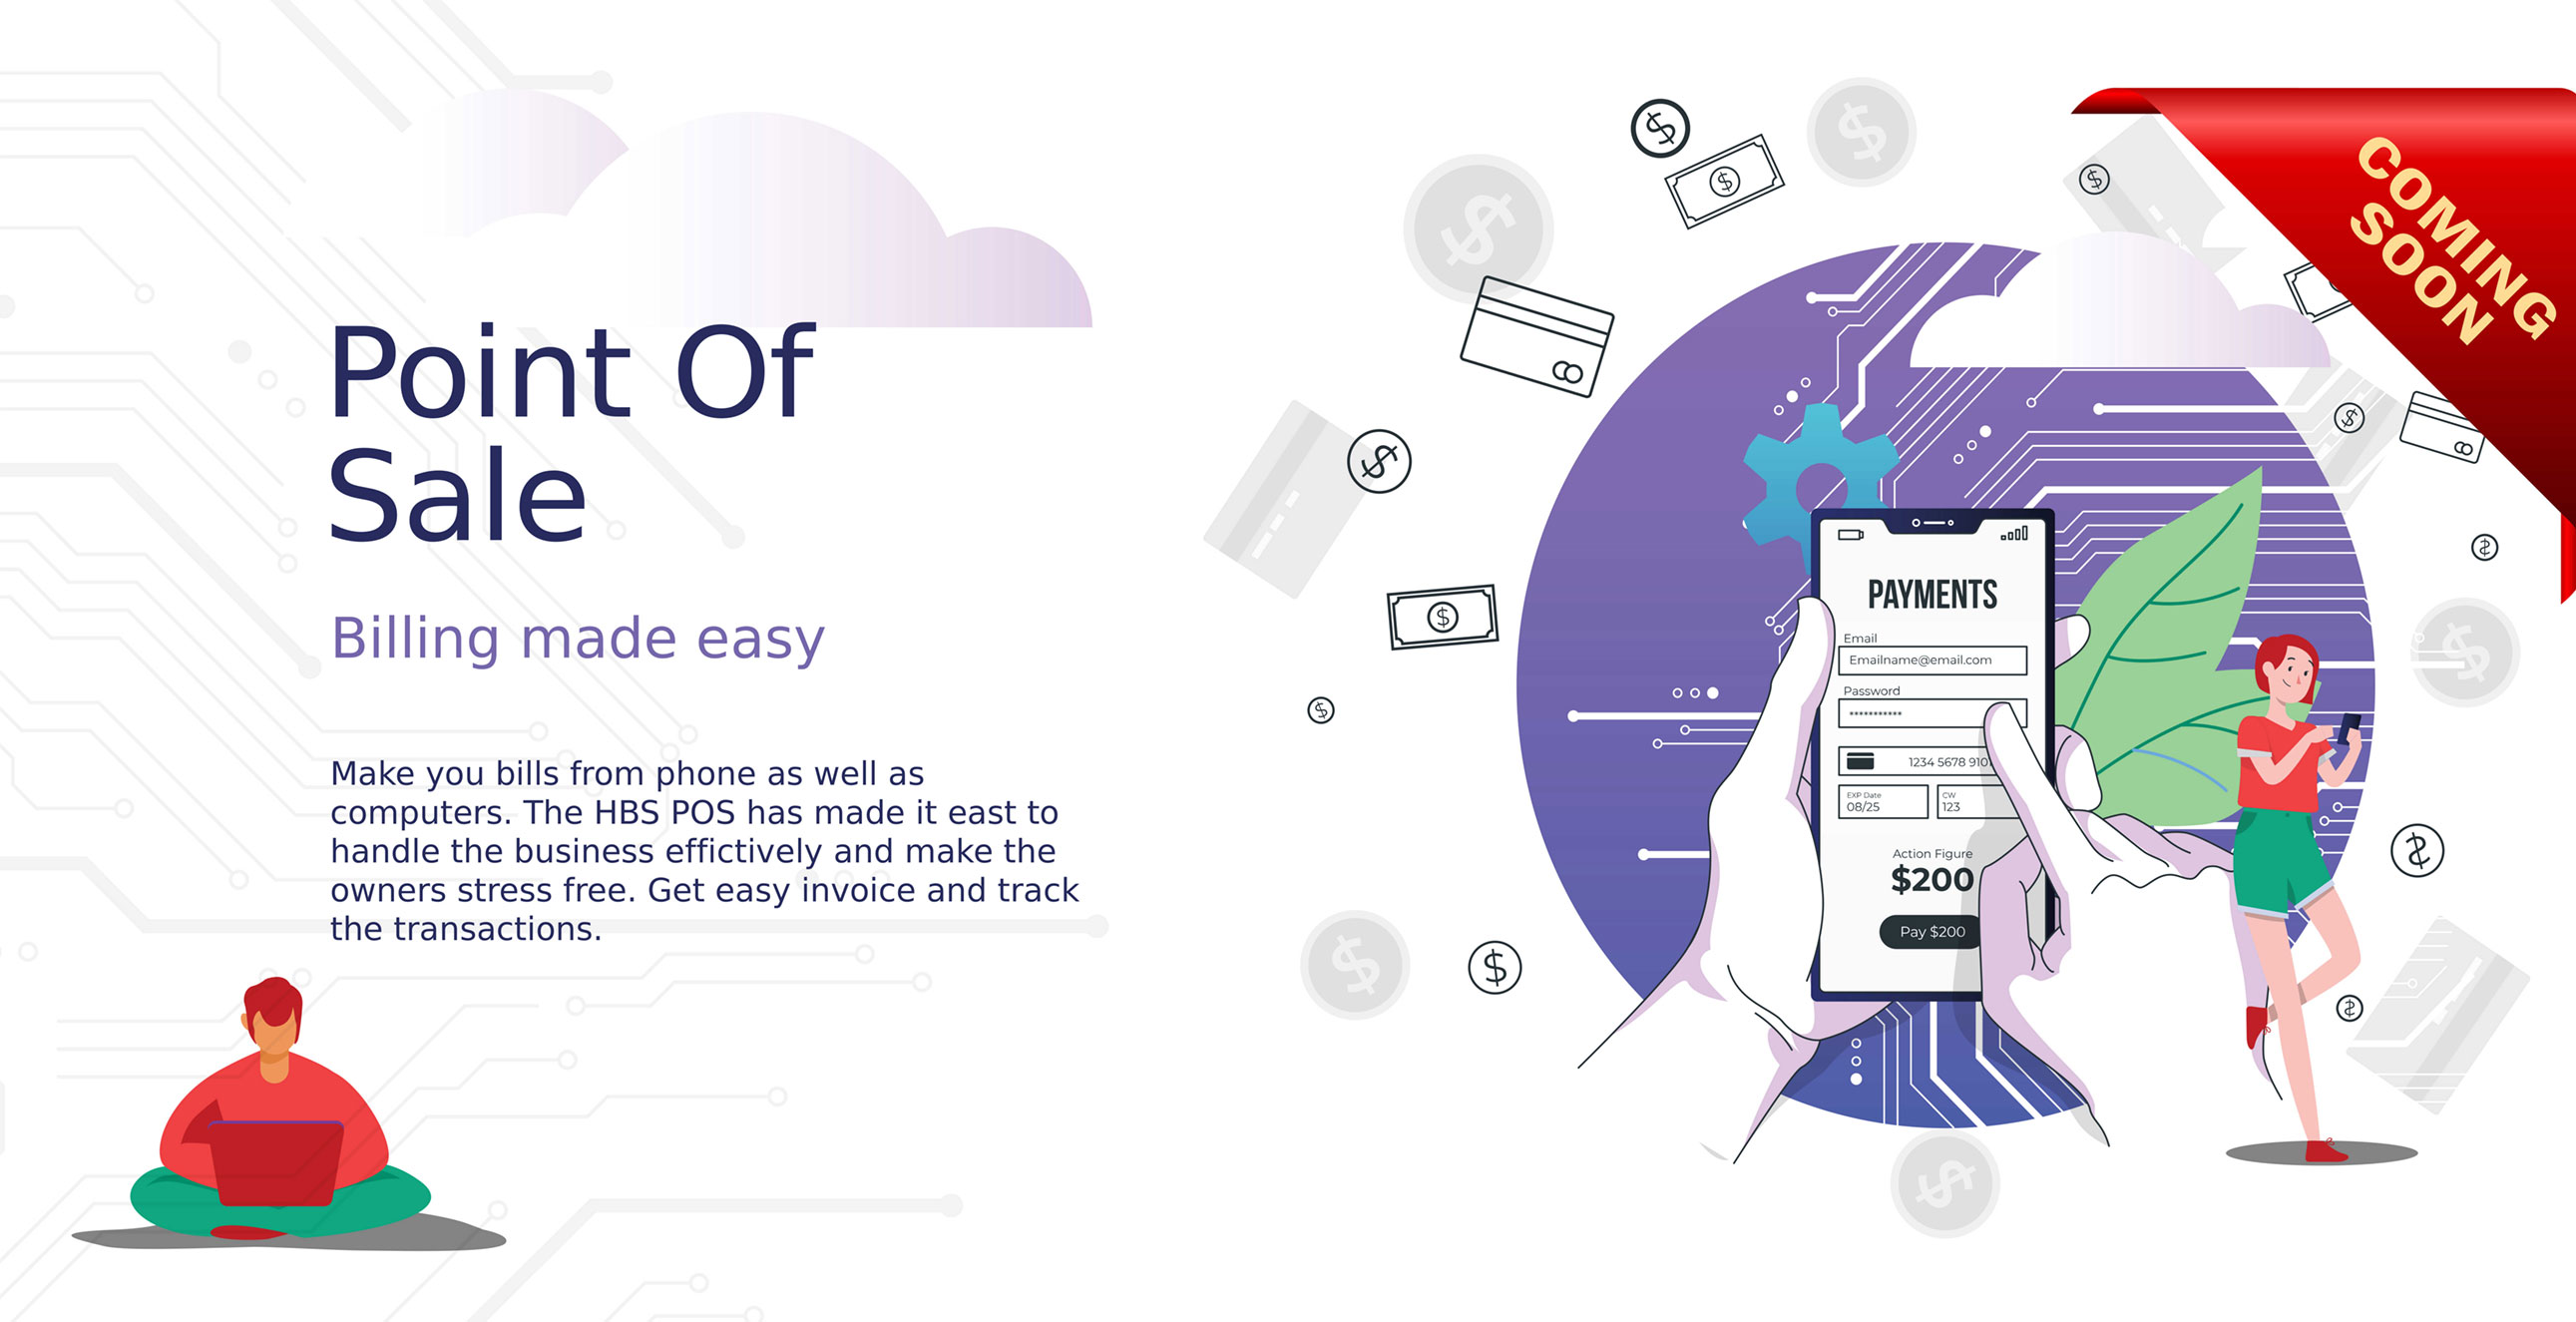 Point Of
Sale
Billing made easy
Make you bills from phone as well as
computers. The HBS POS has made it east to
handle the business effictively and make the
owners stress free. Get easy invoice and track
the transactions.
COMING
SOON
PAYMENTS
Email
Emailname@email.com
Password
***********
1234 5678 910
EXP Date
08/25
CW
123
Action Figure
$200
Pay $200